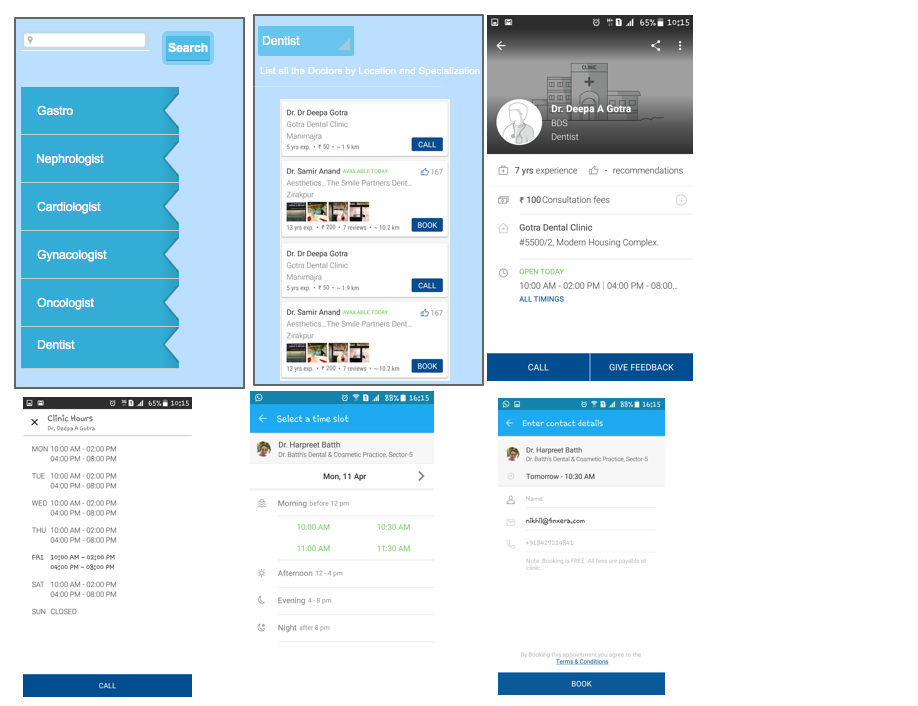 Search
Gastro
Nephrologist
Cardiologist
Gynacologist
Oncologist
Dentist
Dentist
List all the Doctors by Location and Specialization
Dr. Dr Deepa Gotra
Gotra Dental Clinic
Manimajra
5 yrs exp. • ₹ 50 • ~ 1.9 km
CALL
Dr. Samir Anand AVAILABLE TODAY 167
Aesthetics...The Smile Partners Dent...
Zirakpur
13 yrs exp. • ₹ 200 • 7 reviews • ~ 10.2 km
BOOK
Dr. Dr Deepa Gotra
Gotra Dental Clinic
Manimajra
5 yrs exp. • ₹ 50 • ~ 1.9 km
CALL
Dr. Samir Anand AVAILABLE TODAY 167
Aesthetics...The Smile Partners Dent...
Zirakpur
13 yrs exp. • ₹ 200 • 7 reviews • ~ 10.2 km
BOOK
65% 10:15
CLINIC
Dr. Deepa A Gotra
BDS
Dentist
7 yrs experience - recommendations
₹ 100 Consultation fees
Gotra Dental Clinic
#5500/2, Modern Housing Complex.
OPEN TODAY
10:00 AM - 02:00 PM | 04:00 PM - 08:00...
ALL TIMINGS
CALL GIVE FEEDBACK
65% 10:15
Clinic Hours
Dr. Deepa A Gotra
MON 10:00 AM - 02:00 PM
04:00 PM - 08:00 PM
TUE 10:00 AM - 02:00 PM
04:00 PM - 08:00 PM
WED 10:00 AM - 02:00 PM
04:00 PM - 08:00 PM
THU 10:00 AM - 02:00 PM
04:00 PM - 08:00 PM
FRI 10:00 AM - 02:00 PM
04:00 PM - 08:00 PM
SAT 10:00 AM - 02:00 PM
04:00 PM - 08:00 PM
SUN CLOSED
CALL
88% 16:15
Select a time slot
Dr. Harpreet Batth
Dr. Batth's Dental & Cosmetic Practice, Sector-5
Mon, 11 Apr
Morning before 12 pm
10:00 AM 10:30 AM
11:00 AM 11:30 AM
Afternoon 12 - 4 pm
Evening 4 - 8 pm
Night after 8 pm
88% 16:15
Enter contact details
Dr. Harpreet Batth
Dr. Batth's Dental & Cosmetic Practice, Sector-5
Tomorrow - 10:30 AM
Name
nikhil@finxera.com
Note: Booking is FREE. All fees are payable at
clinic.
By Booking this appointment you agree to the
Terms & Conditions
BOOK